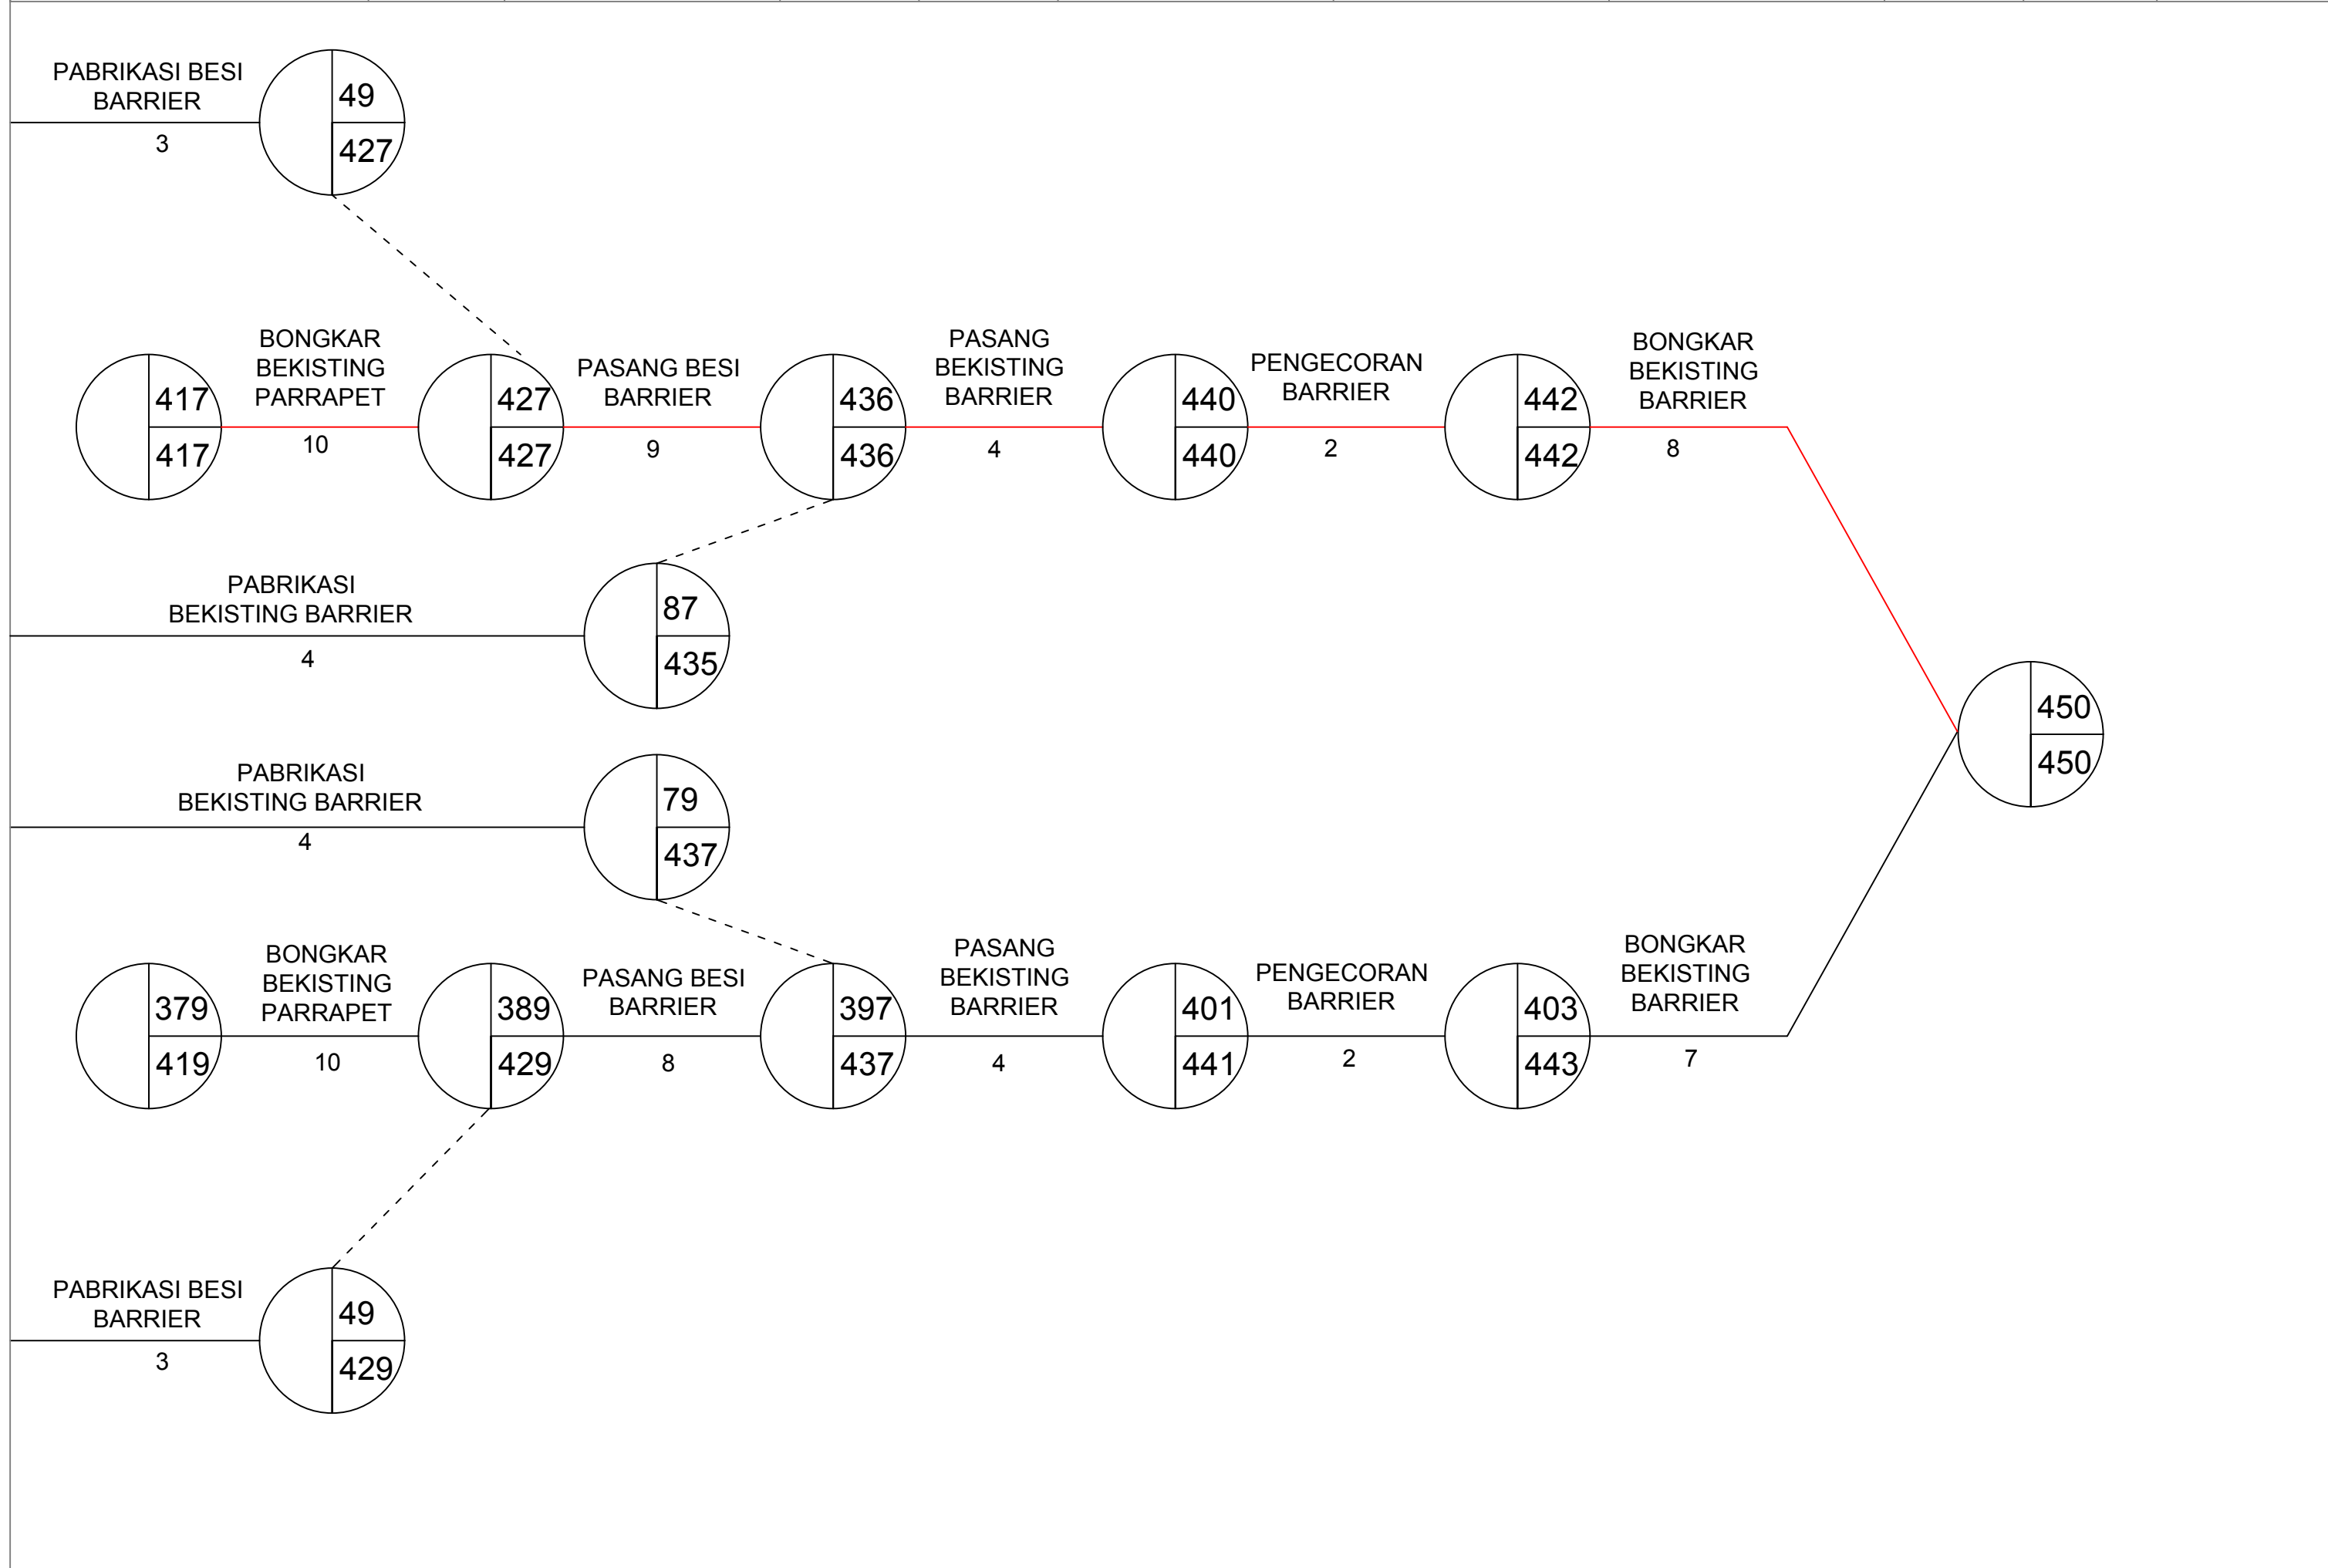 PABRIKASI BESI
BARRIER
3
49
427
417
417
BONGKAR
BEKISTING
PARRAPET
10
427
427
PASANG BESI
BARRIER
9
436
436
PASANG
BEKISTING
BARRIER
4
440
440
PENGECORAN
BARRIER
2
442
442
BONGKAR
BEKISTING
BARRIER
8
PABRIKASI
BEKISTING BARRIER
4
87
435
450
450
PABRIKASI
BEKISTING BARRIER
4
79
437
379
419
BONGKAR
BEKISTING
PARRAPET
10
389
429
PASANG BESI
BARRIER
8
397
437
PASANG
BEKISTING
BARRIER
4
401
441
PENGECORAN
BARRIER
2
403
443
BONGKAR
BEKISTING
BARRIER
7
PABRIKASI BESI
BARRIER
3
49
429